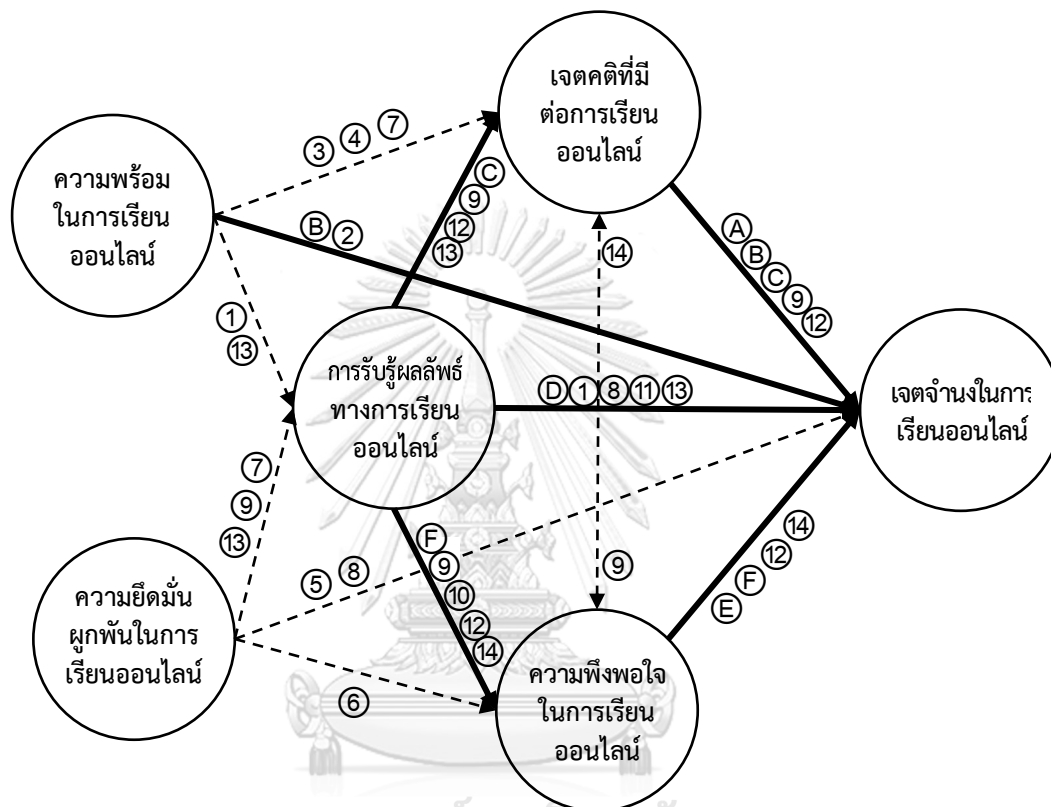 เจตคติที่มี
ต่อการเรียน
ออนไลน์
ความพร้อม
ในการเรียน
ออนไลน์
3 4 7
C
9
12
13
B 2
14
A
B
C
9
12
1
13
การรับรู้ผลลัพธ์
ทางการเรียน
ออนไลน์
D 1 8 11 13
เจตจำนงในการ
เรียนออนไลน์
7
9
13
ความยึดมั่น
ผูกพันในการ
เรียนออนไลน์
5 8
F
9
10
12
14
9
14
12
F
E
6
ความพึงพอใจ
ในการเรียน
ออนไลน์